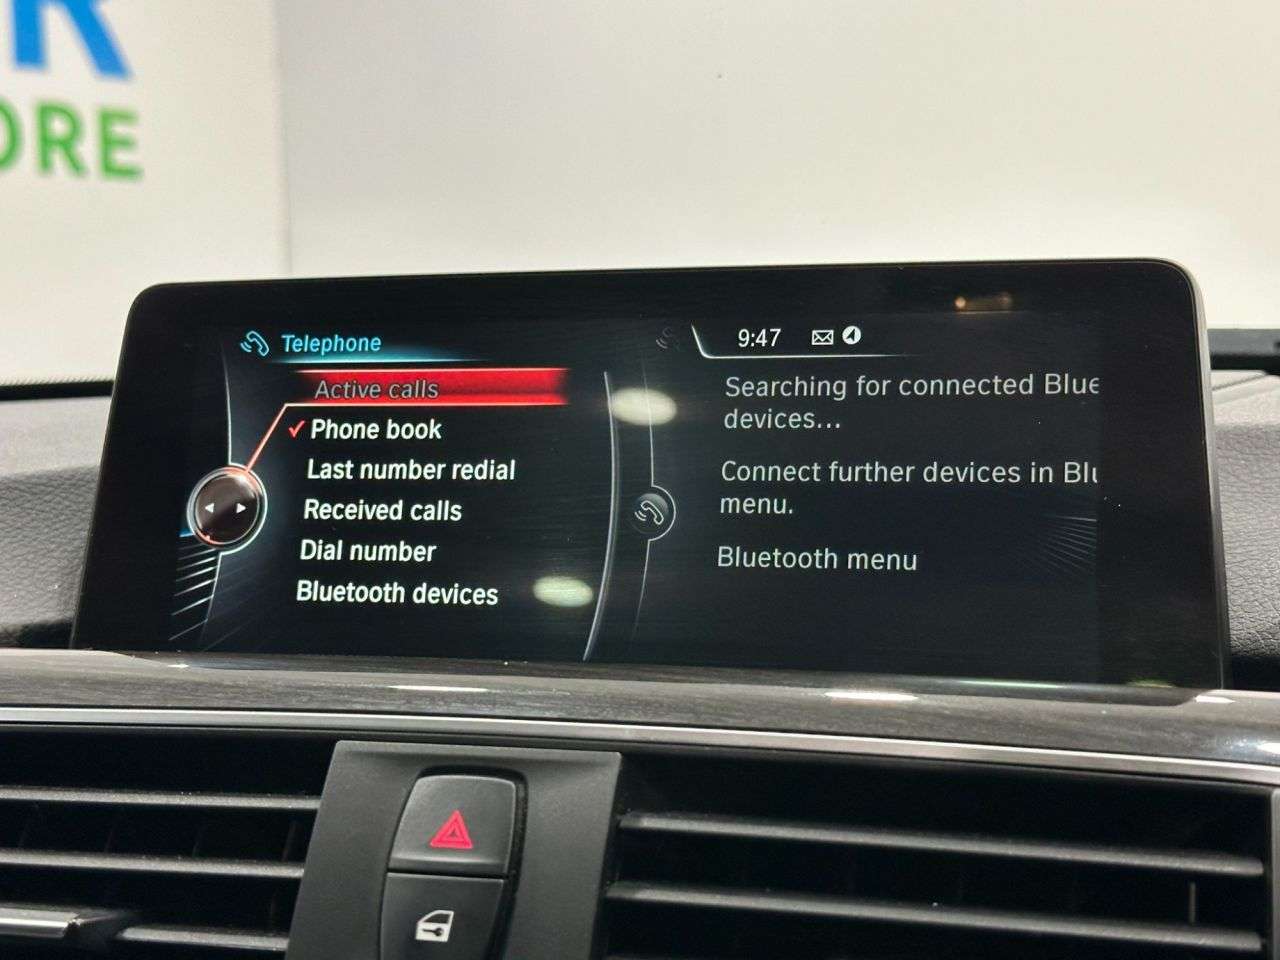 R
ORE
Telephone
9:47
Active calls
Phone book
Last number redial
Received calls
Dial number
Bluetooth devices
Searching for connected Blue
devices...
Connect further devices in Blu
menu.
Bluetooth menu